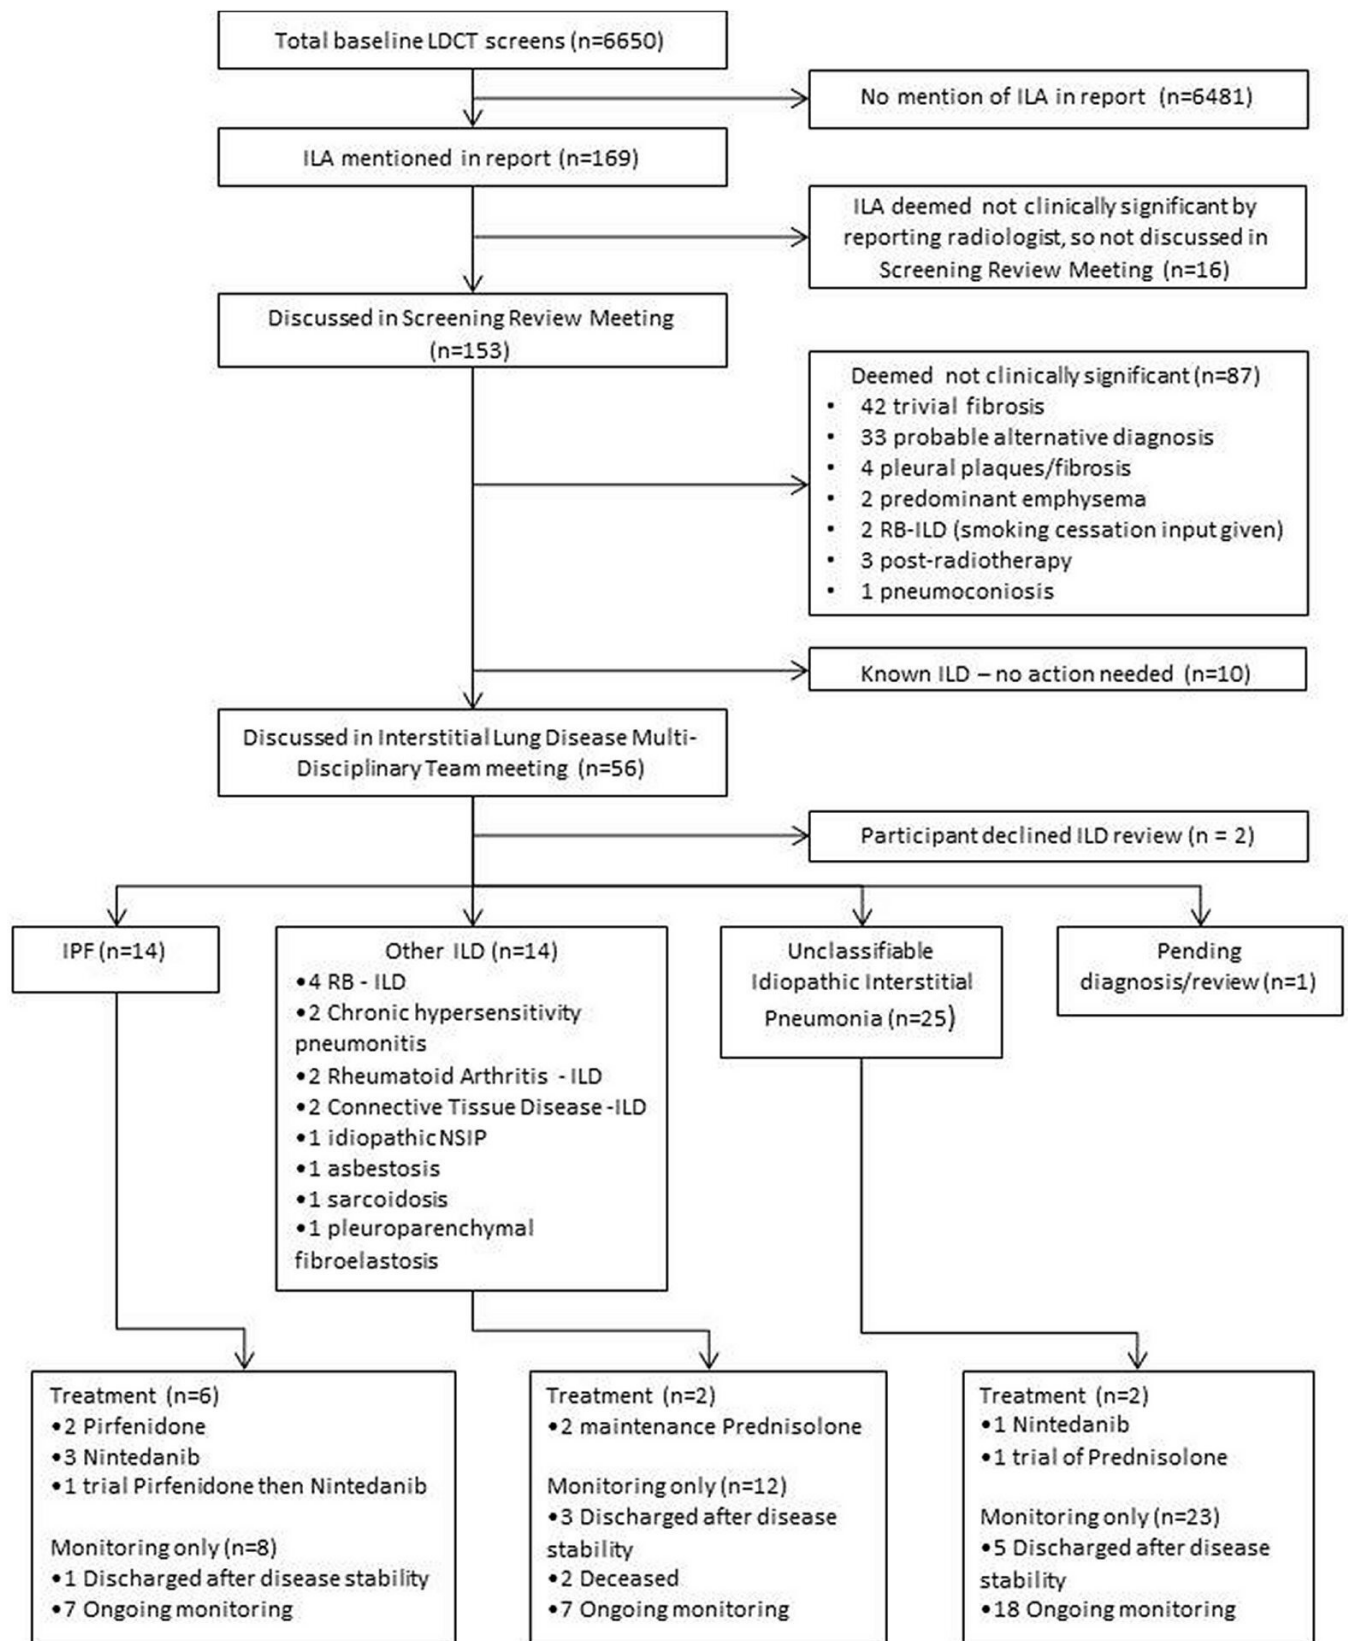 Total baseline LDCT screens (n=6650)
No mention of ILA in report (n=6481)
ILA mentioned in report (n=169)
ILA deemed not clinically significant by
reporting radiologist, so not discussed in
Screening Review Meeting (n=16)
Discussed in Screening Review Meeting
(n=153)
Deemed not clinically significant (n=87)
• 42 trivial fibrosis
• 33 probable alternative diagnosis
• 4 pleural plaques/fibrosis
• 2 predominant emphysema
• 2 RB-ILD (smoking cessation input given)
• 3 post-radiotherapy
• 1 pneumoconiosis
Known ILD – no action needed (n=10)
Discussed in Interstitial Lung Disease Multi-
Disciplinary Team meeting (n=56)
Participant declined ILD review (n = 2)
IPF (n=14)
Other ILD (n=14)
•4 RB - ILD
•2 Chronic hypersensitivity
pneumonitis
•2 Rheumatoid Arthritis - ILD
•2 Connective Tissue Disease -ILD
•1 idiopathic NSIP
•1 asbestosis
•1 sarcoidosis
•1 pleuroparenchymal
fibroelastosis
Unclassifiable
Idiopathic Interstitial
Pneumonia (n=25)
Pending
diagnosis/review (n=1)
Treatment (n=6)
•2 Pirfenidone
•3 Nintedanib
•1 trial Pirfenidone then Nintedanib
Monitoring only (n=8)
•1 Discharged after disease stability
•7 Ongoing monitoring
Treatment (n=2)
•2 maintenance Prednisolone
Monitoring only (n=12)
•3 Discharged after disease
stability
•2 Deceased
•7 Ongoing monitoring
Treatment (n=2)
•1 Nintedanib
•1 trial of Prednisolone
Monitoring only (n=23)
•5 Discharged after disease
stability
•18 Ongoing monitoring